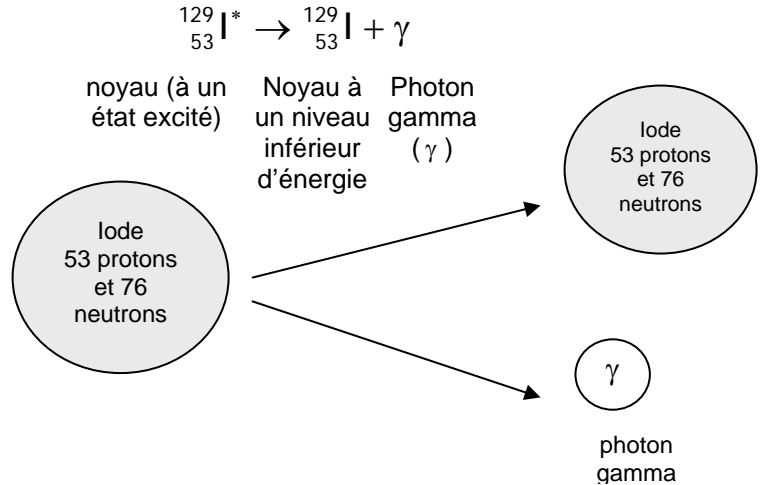 ¹²⁹₅₃I* → ¹²⁹₅₃I + γ
noyau (à un
état excité)
Noyau à
un niveau
inférieur
d'énergie
Photon
gamma
( γ )
Iode
53 protons
et 76
neutrons
Iode
53 protons
et 76
neutrons
γ
photon
gamma